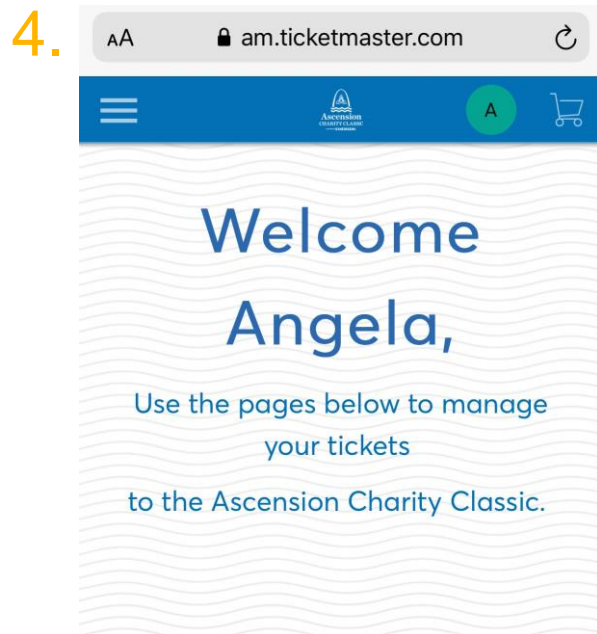 4.
AA am.ticketmaster.com
Ascension
CHARITY CLASSIC
A
Welcome
Angela,
Use the pages below to manage
your tickets
to the Ascension Charity Classic.